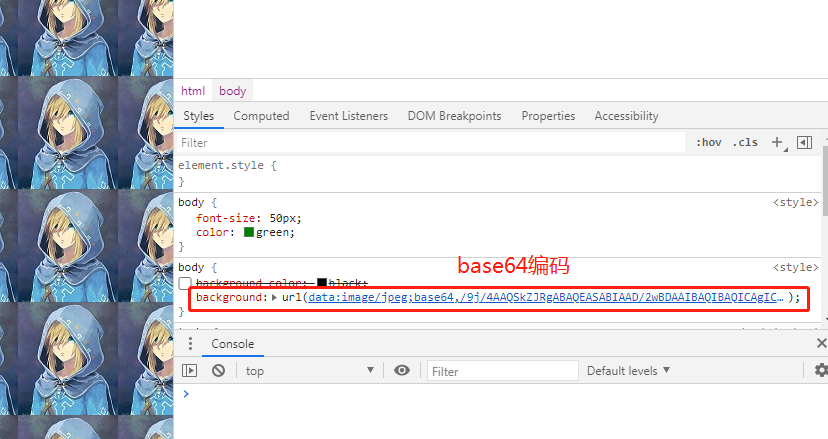 html body
Styles Computed Event Listeners DOM Breakpoints Properties Accessibility
Filter :hov .cls
element.style {
}
body { <style>
font-size: 50px;
color: green;
}
body { <style>
base64编码
background-color: black;
background: url(data:image/jpeg;base64,/9j/4AAQSkZJRgABAQEASABIAAD/2wBDAAIBAQIBAQICAgIC… );
}
Console
top Filter Default levels